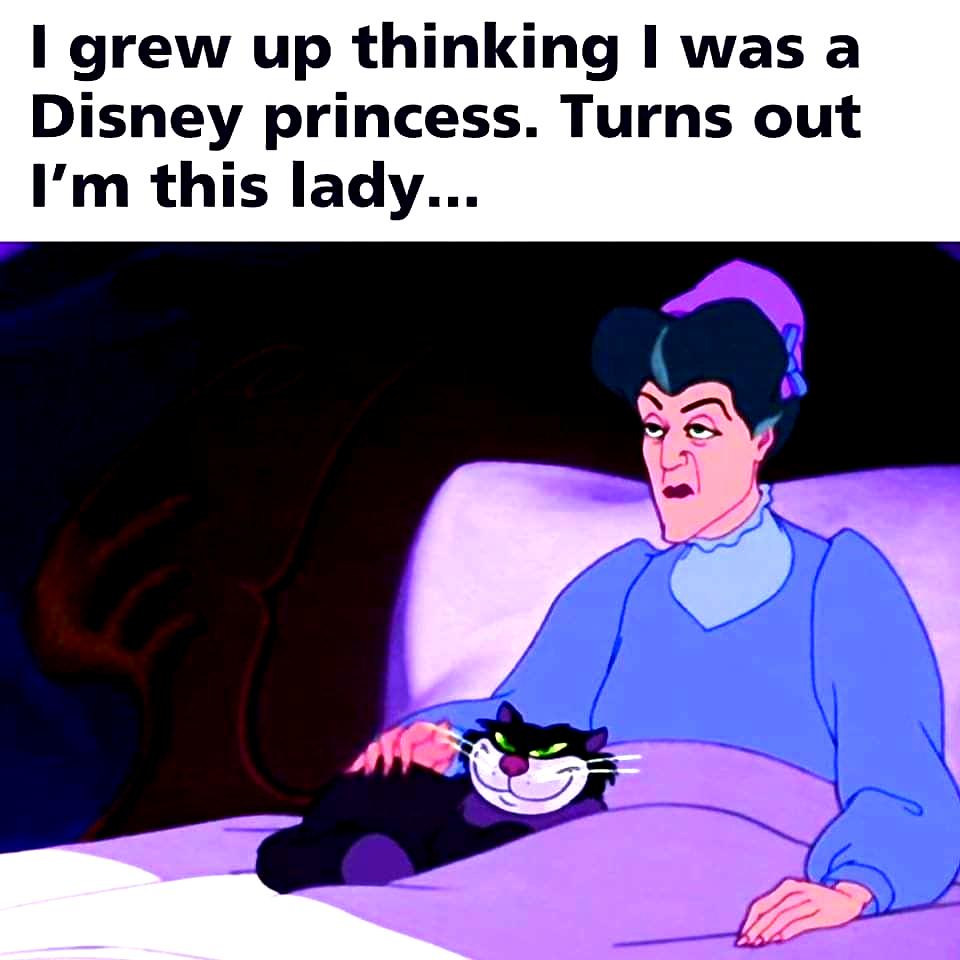 I grew up thinking I was a
Disney princess. Turns out
I’m this lady...